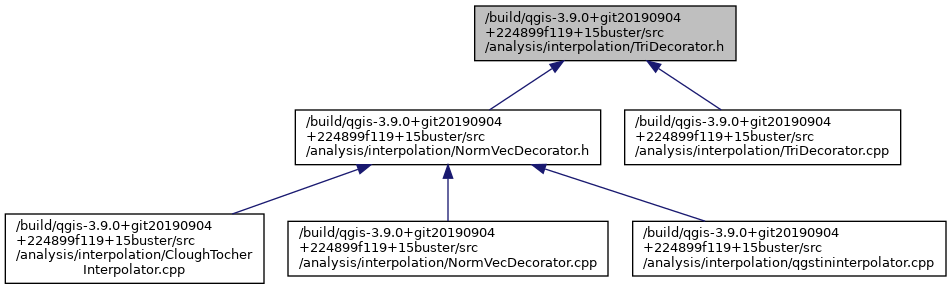 /build/qgis-3.9.0+git20190904
+224899f119+15buster/src
/analysis/interpolation/TriDecorator.h
/build/qgis-3.9.0+git20190904
+224899f119+15buster/src
/analysis/interpolation/NormVecDecorator.h
/build/qgis-3.9.0+git20190904
+224899f119+15buster/src
/analysis/interpolation/TriDecorator.cpp
/build/qgis-3.9.0+git20190904
+224899f119+15buster/src
/analysis/interpolation/CloughTocher
Interpolator.cpp
/build/qgis-3.9.0+git20190904
+224899f119+15buster/src
/analysis/interpolation/NormVecDecorator.cpp
/build/qgis-3.9.0+git20190904
+224899f119+15buster/src
/analysis/interpolation/qgstininterpolator.cpp